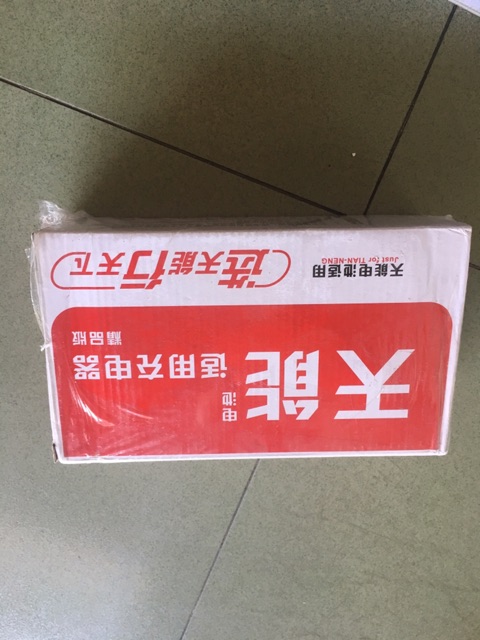 天能电池适用
Just for TIAN-NENG
选天能行天下
天能
电池
适用充电器
精品版